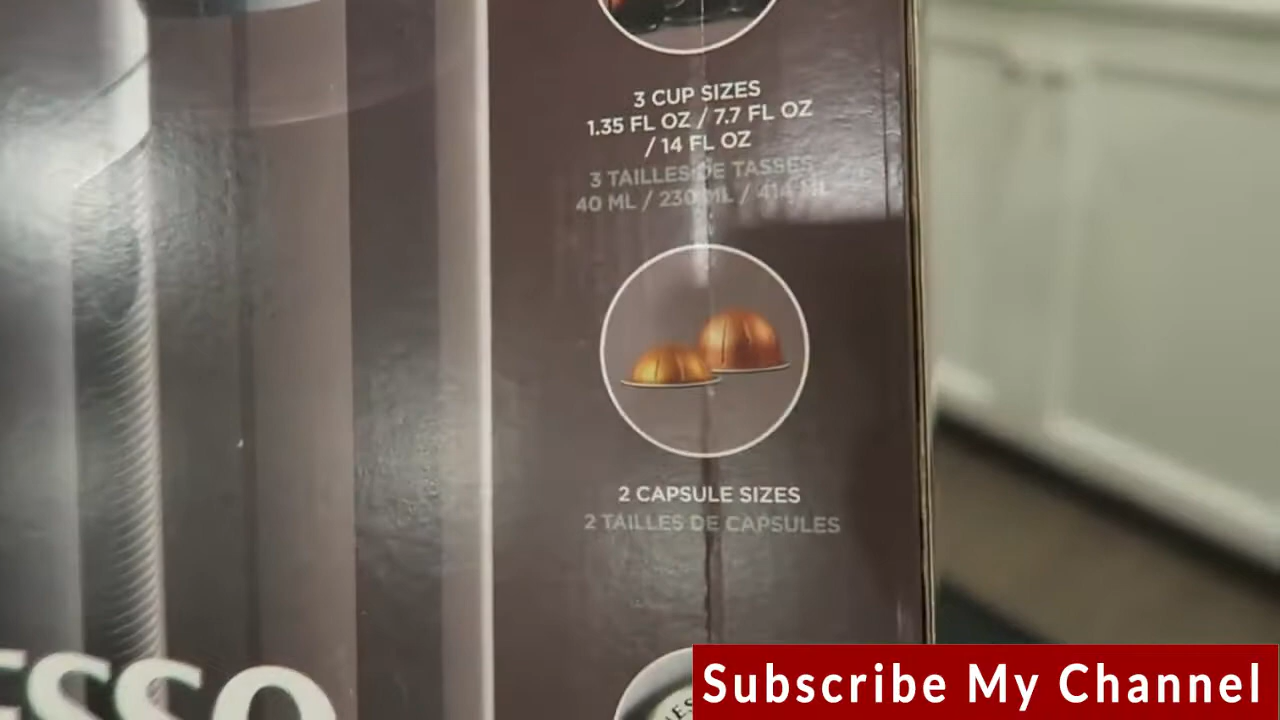 3 CUP SIZES
1.35 FL OZ / 7.7 FL OZ
/ 14 FL OZ
3 TAILLES DE TASSES
40 ML / 230 ML / 414 ML
2 CAPSULE SIZES
2 TAILLES DE CAPSULES
ESSO
Subscribe My Channel